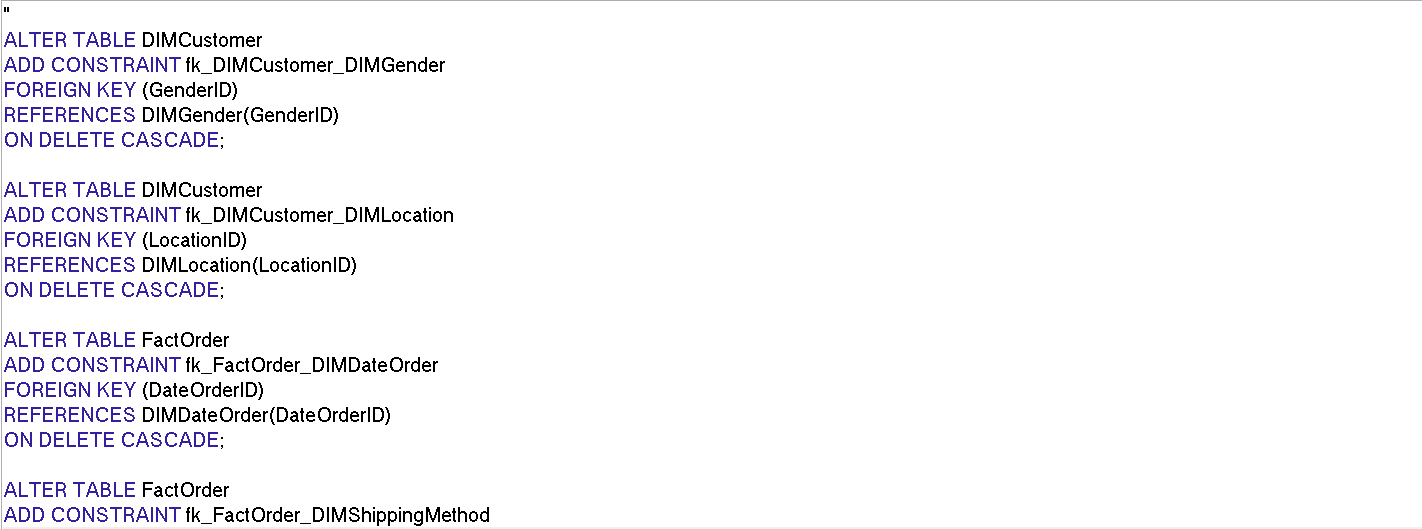 "
ALTER TABLE DIMCustomer
ADD CONSTRAINT fk_DIMCustomer_DIMGender
FOREIGN KEY (GenderID)
REFERENCES DIMGender(GenderID)
ON DELETE CASCADE;
ALTER TABLE DIMCustomer
ADD CONSTRAINT fk_DIMCustomer_DIMLocation
FOREIGN KEY (LocationID)
REFERENCES DIMLocation(LocationID)
ON DELETE CASCADE;
ALTER TABLE FactOrder
ADD CONSTRAINT fk_FactOrder_DIMDateOrder
FOREIGN KEY (DateOrderID)
REFERENCES DIMDateOrder(DateOrderID)
ON DELETE CASCADE;
ALTER TABLE FactOrder
ADD CONSTRAINT fk_FactOrder_DIMShippingMethod